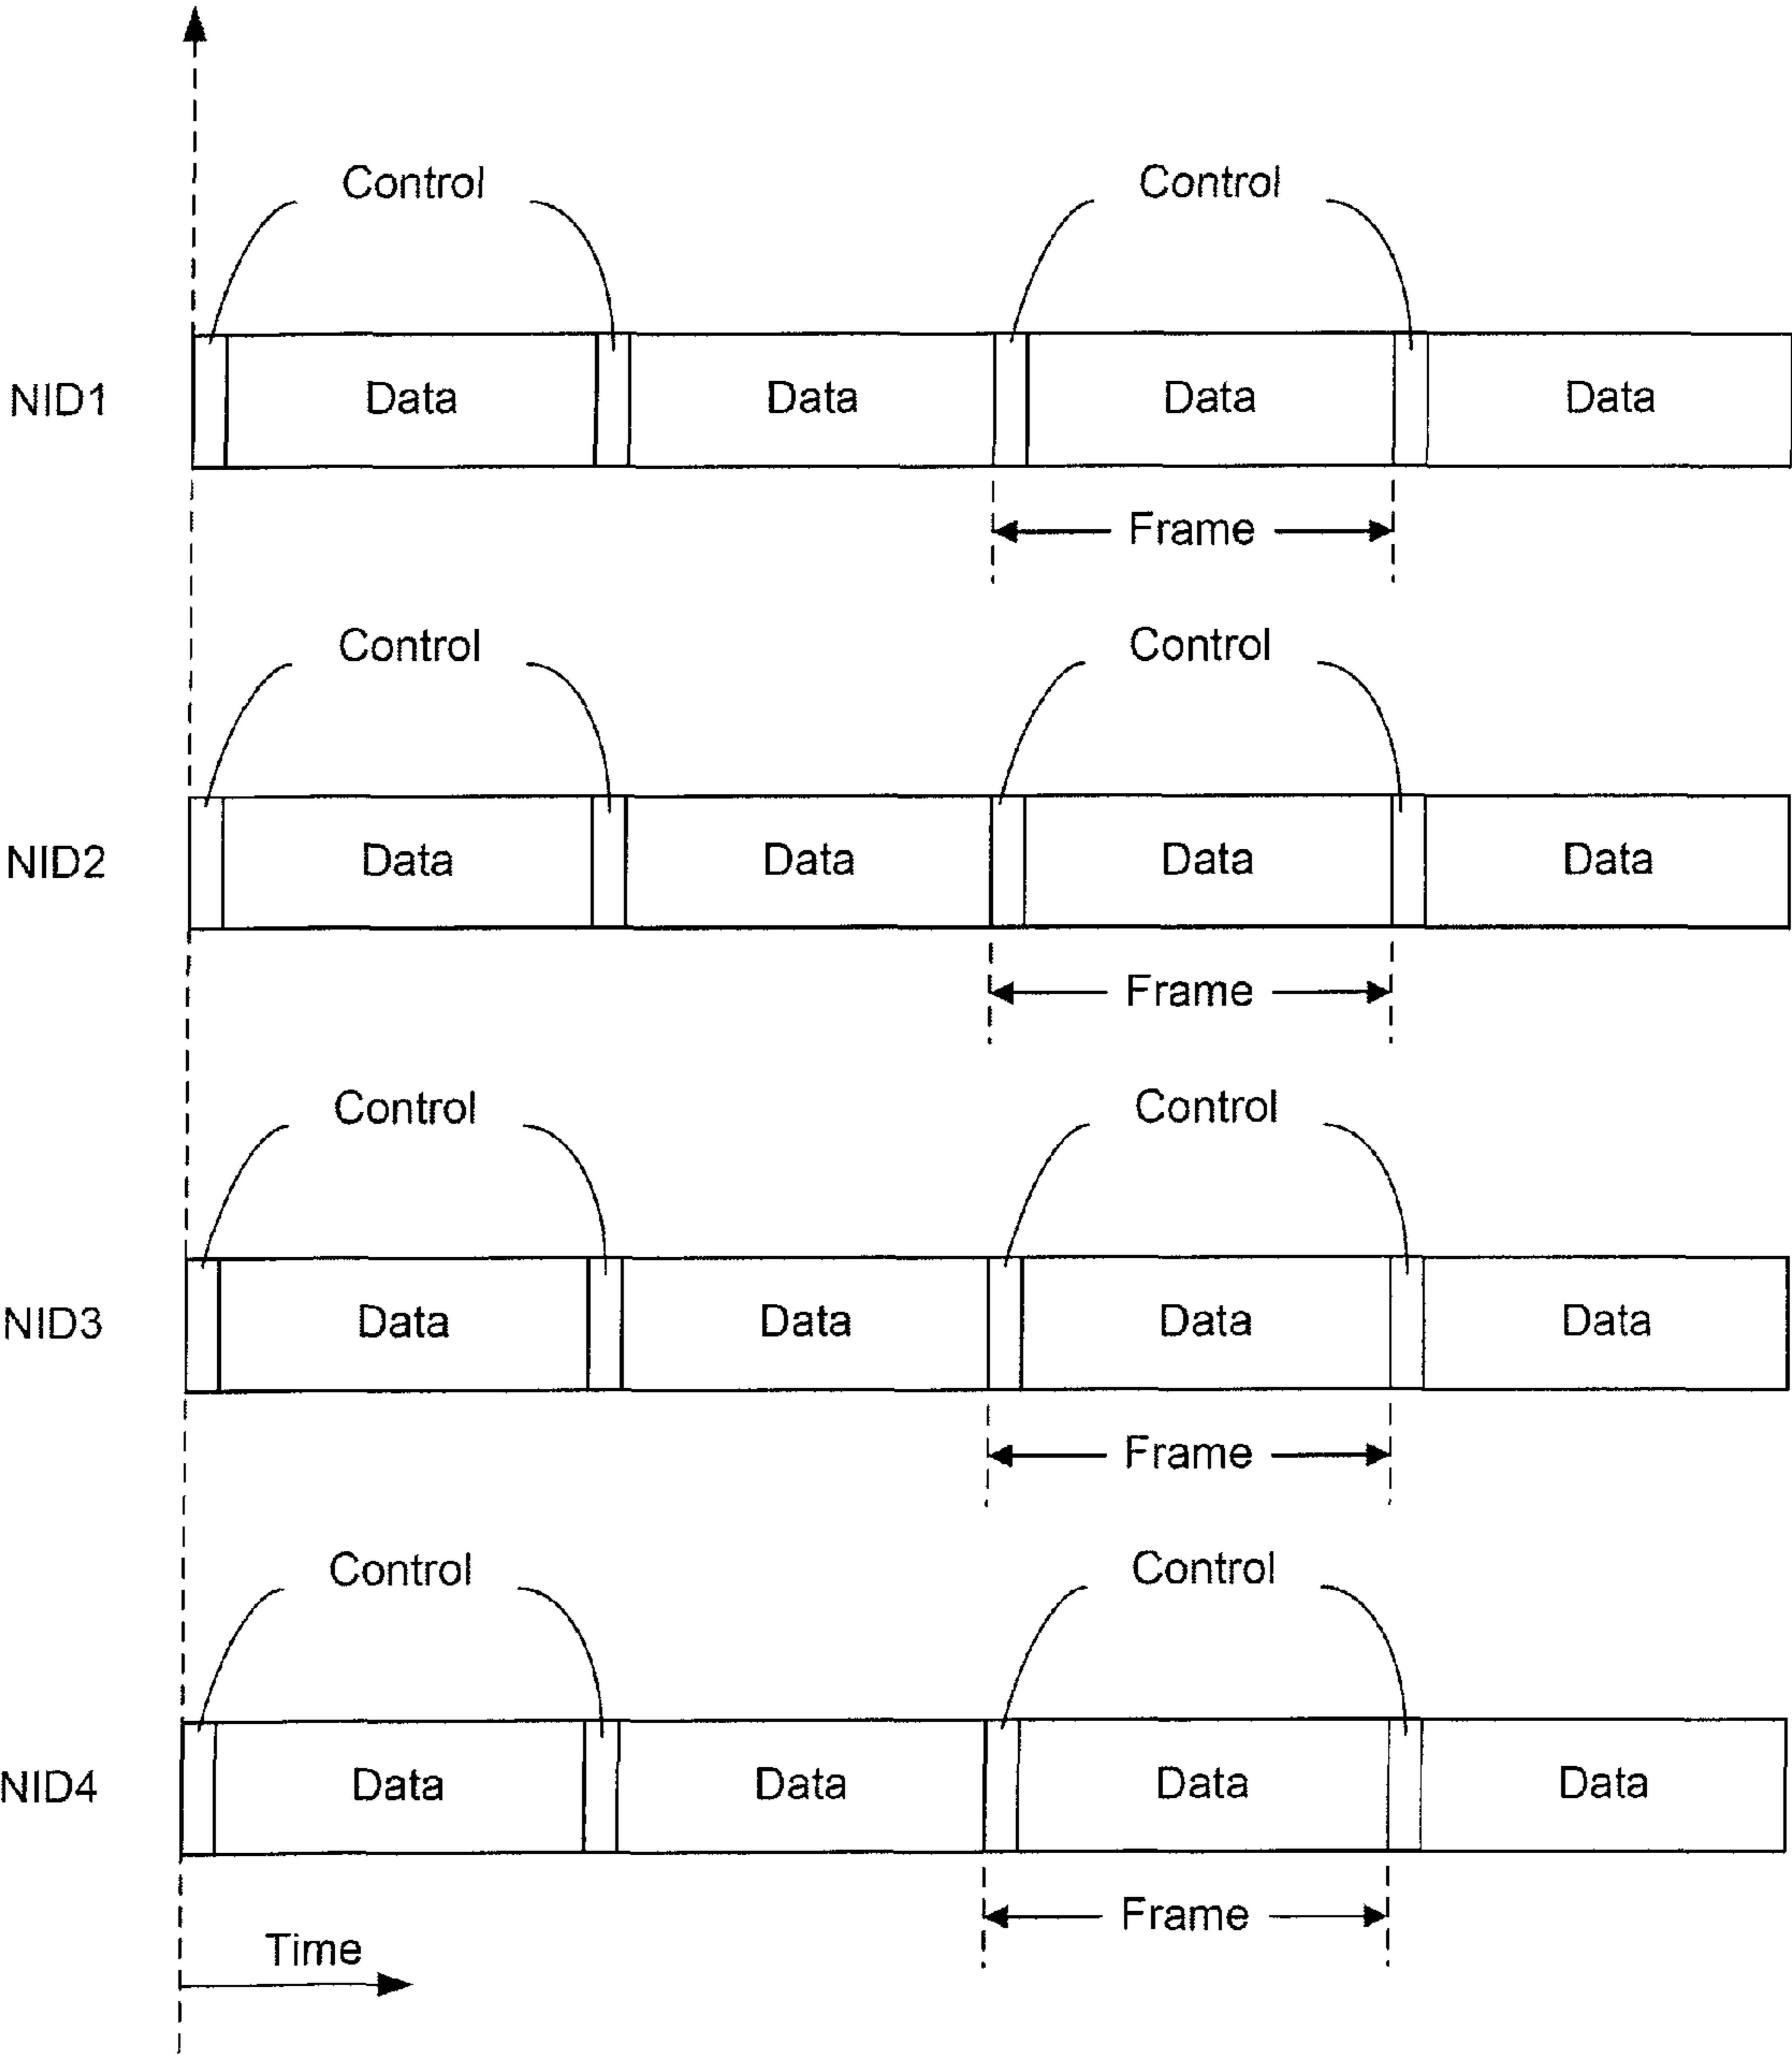 Control Control
NID1 Data Data Data Data
Frame
Control Control
NID2 Data Data Data Data
Frame
Control Control
NID3 Data Data Data Data
Frame
Control Control
NID4 Data Data Data Data
Frame
Time